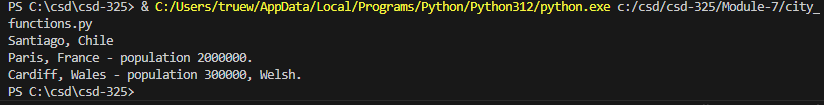 PS C:\csd\csd-325> & C:/Users/truew/AppData/Local/Programs/Python/Python312/python.exe c:/csd/csd-325/Module-7/city_
functions.py
Santiago, Chile
Paris, France - population 2000000.
Cardiff, Wales - population 300000, Welsh.
PS C:\csd\csd-325>